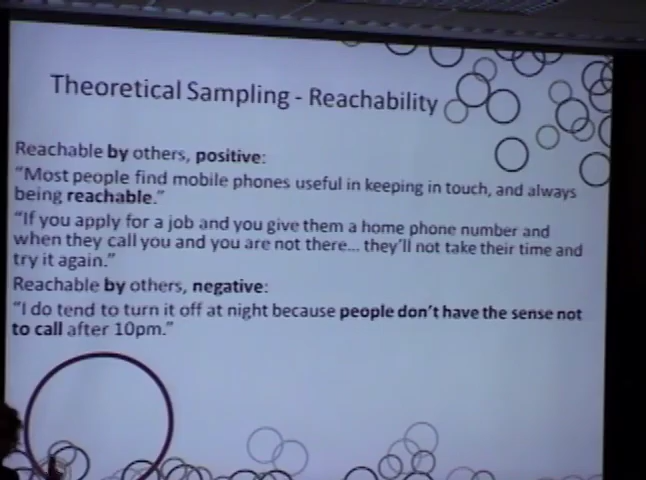 Theoretical Sampling - Reachability
Reachable by others, positive:
“Most people find mobile phones useful in keeping in touch, and always
being reachable.”
“If you apply for a job and you give them a home phone number and
when they call you and you are not there... they’ll not take their time and
try it again.”
Reachable by others, negative:
“I do tend to turn it off at night because people don’t have the sense not
to call after 10pm.”